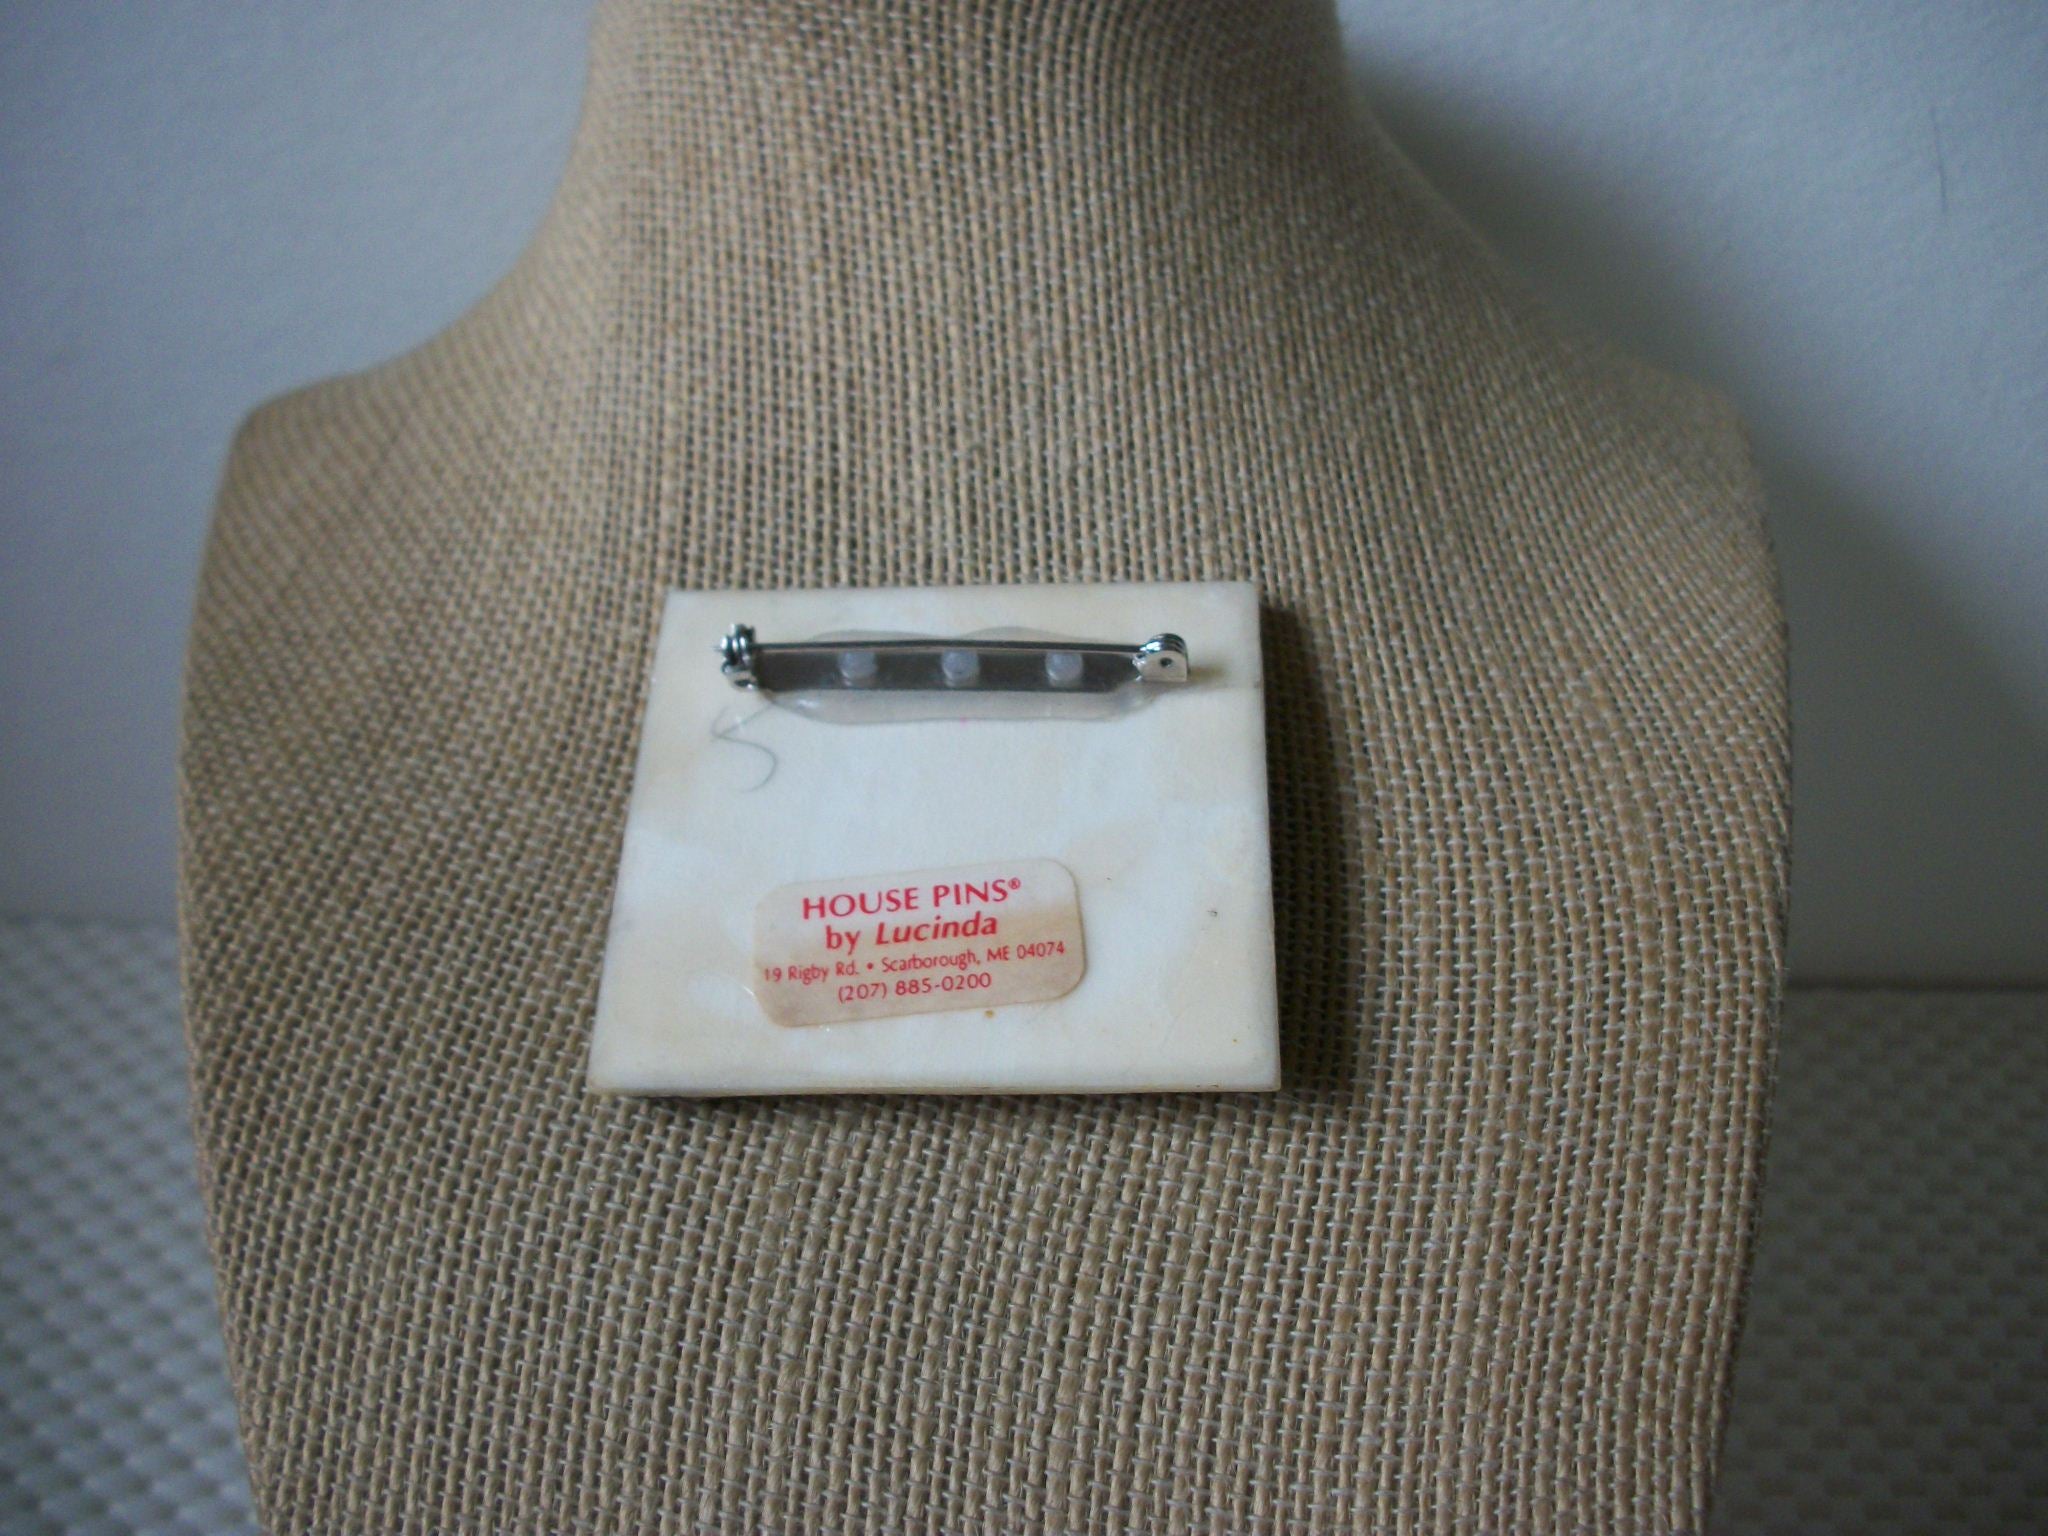 HOUSE PINS®
by Lucinda
19 Rigby Rd. • Scarborough, ME 04074
(207) 885-0200